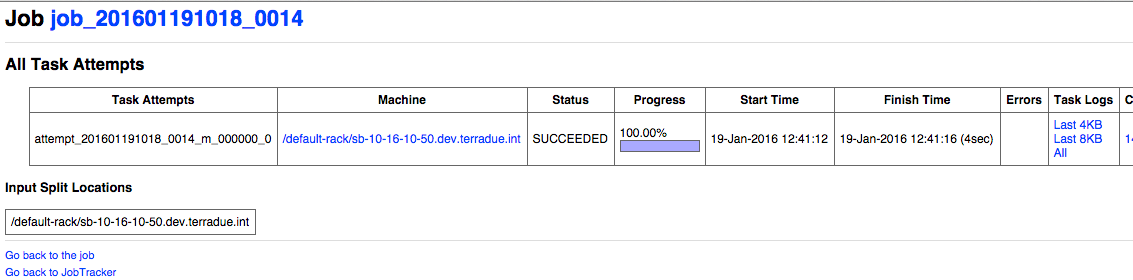 Job job_201601191018_0014
All Task Attempts
Task Attempts Machine Status Progress Start Time Finish Time Errors Task Logs C
attempt_201601191018_0014_m_000000_0 /default-rack/sb-10-16-10-50.dev.terradue.int SUCCEEDED 100.00% 19-Jan-2016 12:41:12 19-Jan-2016 12:41:16 (4sec) Last 4KB 14
Last 8KB
All
Input Split Locations
/default-rack/sb-10-16-10-50.dev.terradue.int
Go back to the job
Go back to JobTracker